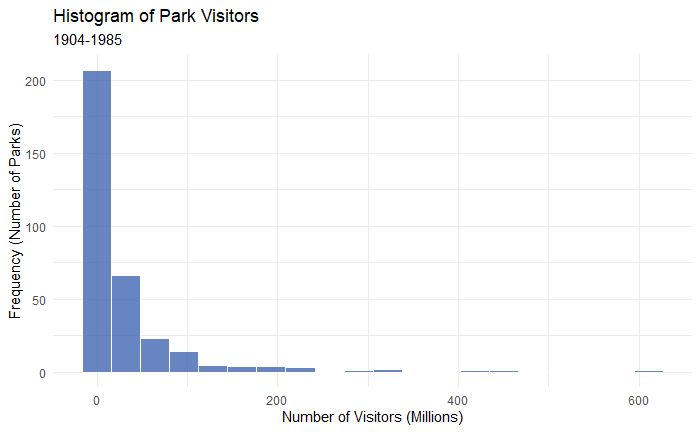 Histogram of Park Visitors
1904-1985
Frequency (Number of Parks)
200
150
100
50
0
0 200 400 600
Number of Visitors (Millions)